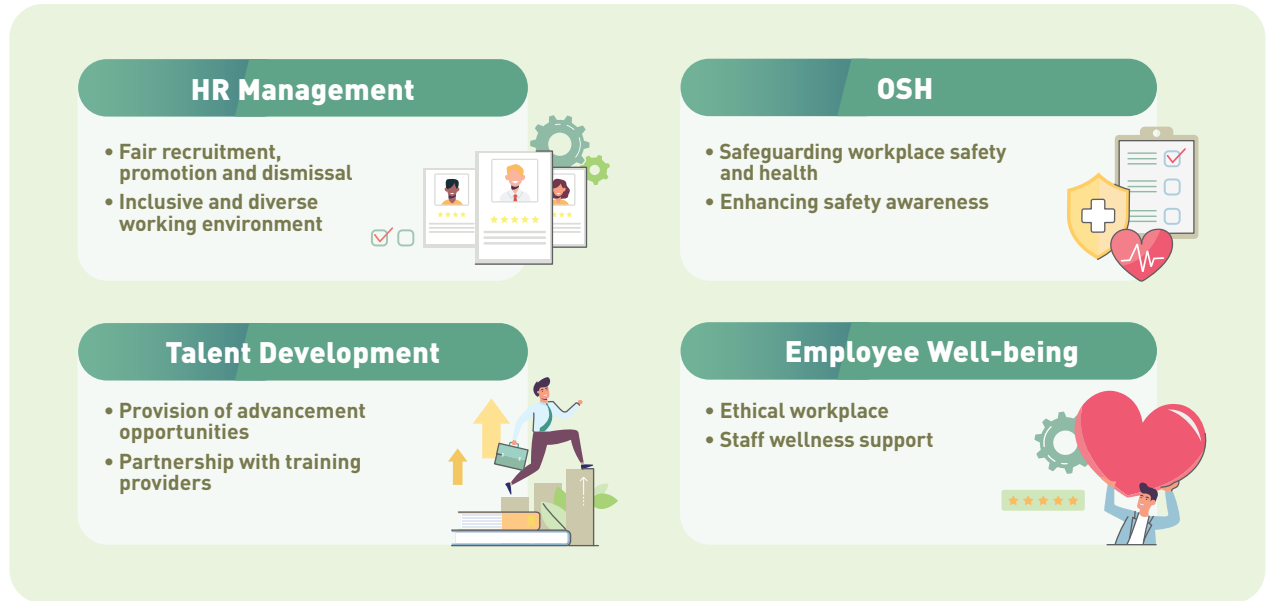 HR Management
• Fair recruitment,
promotion and dismissal
• Inclusive and diverse
working environment
OSH
• Safeguarding workplace safety
and health
• Enhancing safety awareness
Talent Development
• Provision of advancement
opportunities
• Partnership with training
providers
Employee Well-being
• Ethical workplace
• Staff wellness support